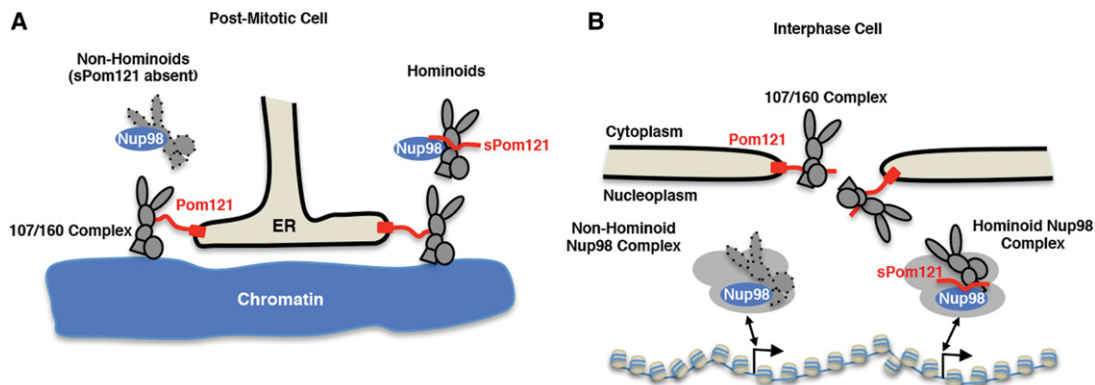 A
Post-Mitotic Cell
Non-Hominoids
(sPom121 absent)
Hominoids
Nup98
Nup98
sPom121
Pom121
107/160 Complex
ER
Chromatin
B
Interphase Cell
107/160 Complex
Cytoplasm
Pom121
Nucleoplasm
Non-Hominoid
Nup98 Complex
Hominoid Nup98
Complex
sPom121
Nup98
Nup98